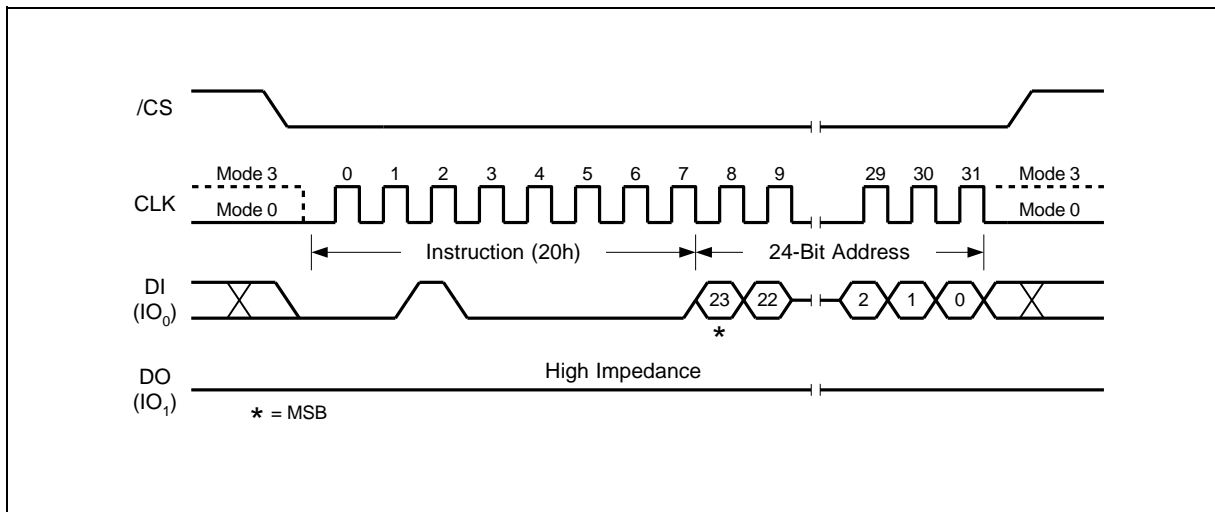 /CS
Mode 3 0 1 2 3 4 5 6 7 8 9 29 30 31 Mode 3
CLK Mode 0 Mode 0
Instruction (20h) 24-Bit Address
DI
(IO0) 23 22 2 1 0
*
High Impedance
DO
(IO1)
* = MSB